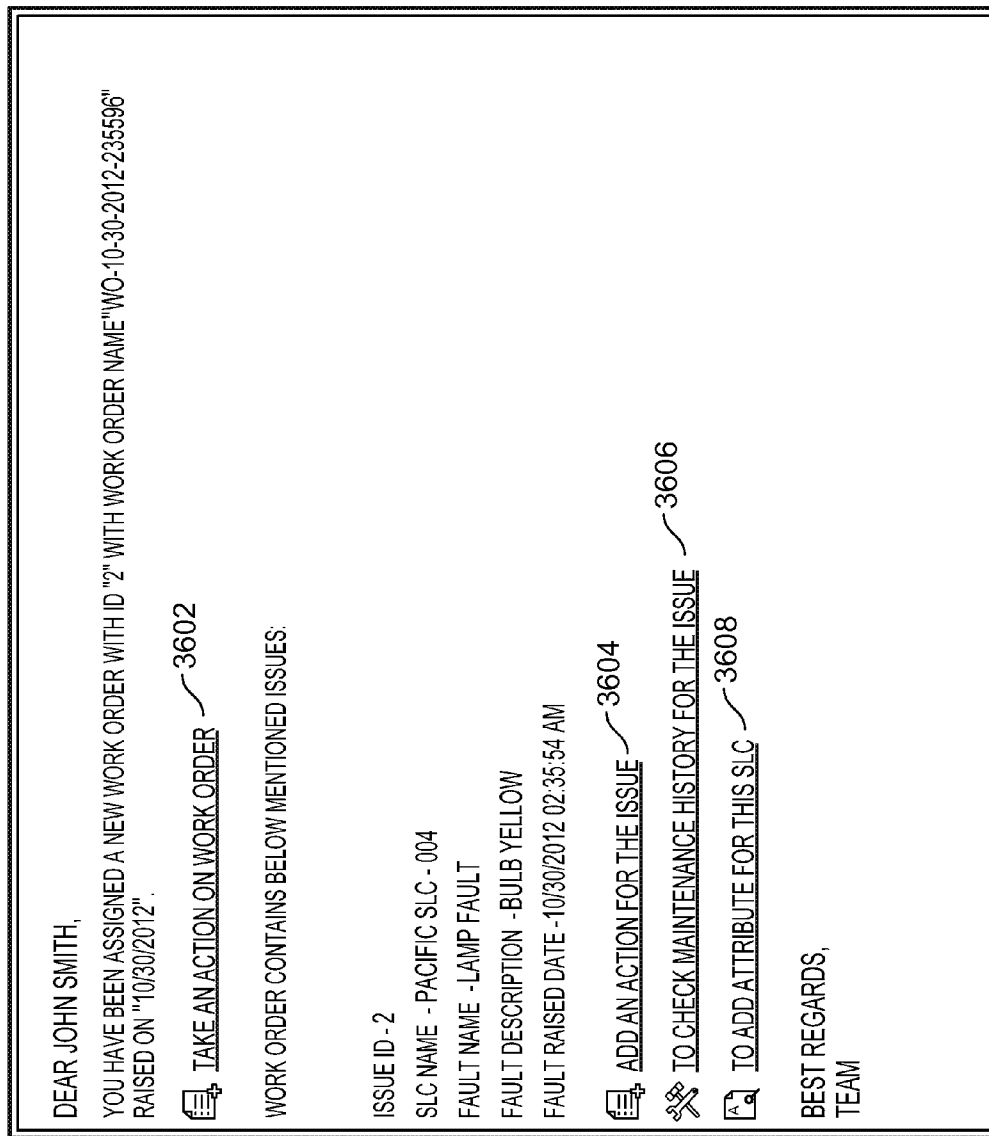 DEAR JOHN SMITH,
YOU HAVE BEEN ASSIGNED A NEW WORK ORDER WITH ID "2" WITH WORK ORDER NAME"WO-10-30-2012-235596"
RAISED ON "10/30/2012".
TAKE AN ACTION ON WORK ORDER 3602
WORK ORDER CONTAINS BELOW MENTIONED ISSUES:
ISSUE ID - 2
SLC NAME - PACIFIC SLC - 004
FAULT NAME -LAMP FAULT
FAULT DESCRIPTION -BULB YELLOW
FAULT RAISED DATE -10/30/2012 02:35:54 AM
ADD AN ACTION FOR THE ISSUE 3604
TO CHECK MAINTENANCE HISTORY FOR THE ISSUE 3606
A TO ADD ATTRIBUTE FOR THIS SLC 3608
BEST REGARDS,
TEAM